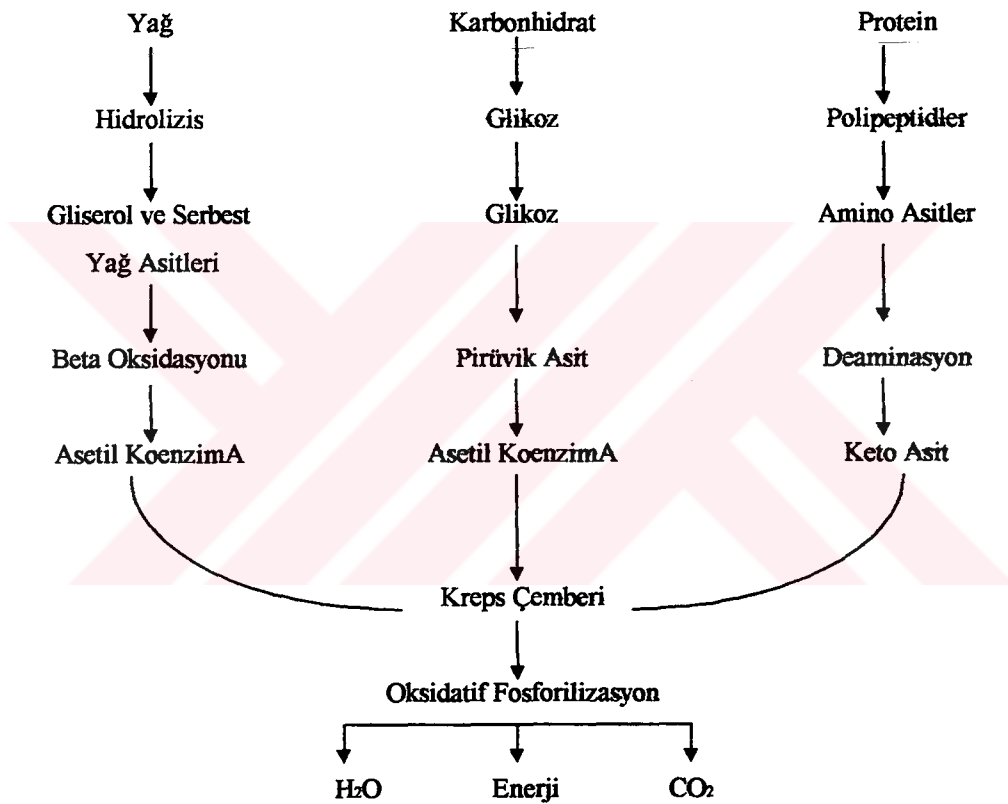 Yağ Karbonhidrat Protein
Hidrolizis Glikoz Polipeptidler
Gliserol ve Serbest Glikoz Amino Asitler
Yağ Asitleri
Beta Oksidasyonu Pirüvik Asit Deaminasyon
Asetil KoenzimA Asetil KoenzimA Keto Asit
Kreps Çemberi
Oksidatif Fosforilizasyon
H₂O Enerji CO₂